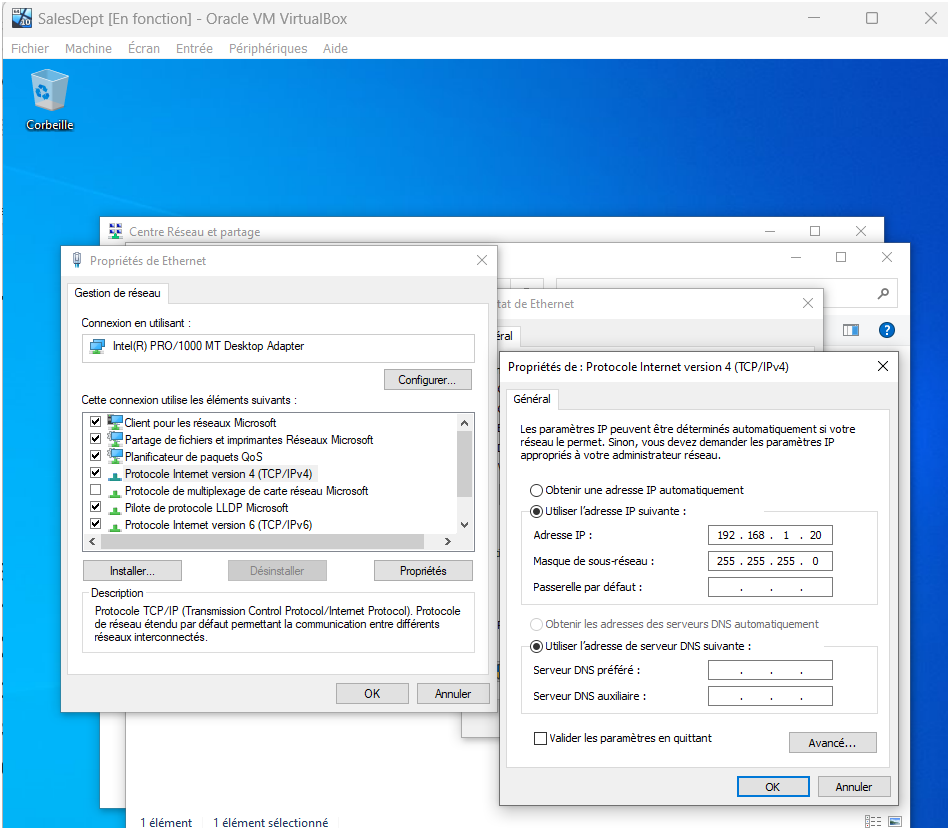 SalesDept [En fonction] - Oracle VM VirtualBox
Fichier Machine Écran Entrée Périphériques Aide
Corbeille
Centre Réseau et partage
Propriétés de Ethernet
Gestion de réseau
Connexion en utilisant :
Intel(R) PRO/1000 MT Desktop Adapter
Configurer...
Cette connexion utilise les éléments suivants :
Client pour les réseaux Microsoft
Partage de fichiers et imprimantes Réseaux Microsoft
Planificateur de paquets QoS
Protocole Internet version 4 (TCP/IPv4)
Protocole de multiplexage de carte réseau Microsoft
Pilote de protocole LLDP Microsoft
Protocole Internet version 6 (TCP/IPv6)
Installer...
Désinstaller
Propriétés
Description
Protocole TCP/IP (Transmission Control Protocol/Internet Protocol). Protocole
de réseau étendu par défaut permettant la communication entre différents
réseaux interconnectés.
OK
Annuler
tat de Ethernet
éral
Propriétés de : Protocole Internet version 4 (TCP/IPv4)
Général
Les paramètres IP peuvent être déterminés automatiquement si votre
réseau le permet. Sinon, vous devez demander les paramètres IP
appropriés à votre administrateur réseau.
Obtenir une adresse IP automatiquement
Utiliser l'adresse IP suivante :
Adresse IP : 192 . 168 . 1 . 20
Masque de sous-réseau : 255 . 255 . 255 . 0
Passerelle par défaut : . . .
Obtenir les adresses des serveurs DNS automatiquement
Utiliser l'adresse de serveur DNS suivante :
Serveur DNS préféré : . . .
Serveur DNS auxiliaire : . . .
Valider les paramètres en quittant
Avancé...
OK
Annuler
1 élément 1 élément sélectionné